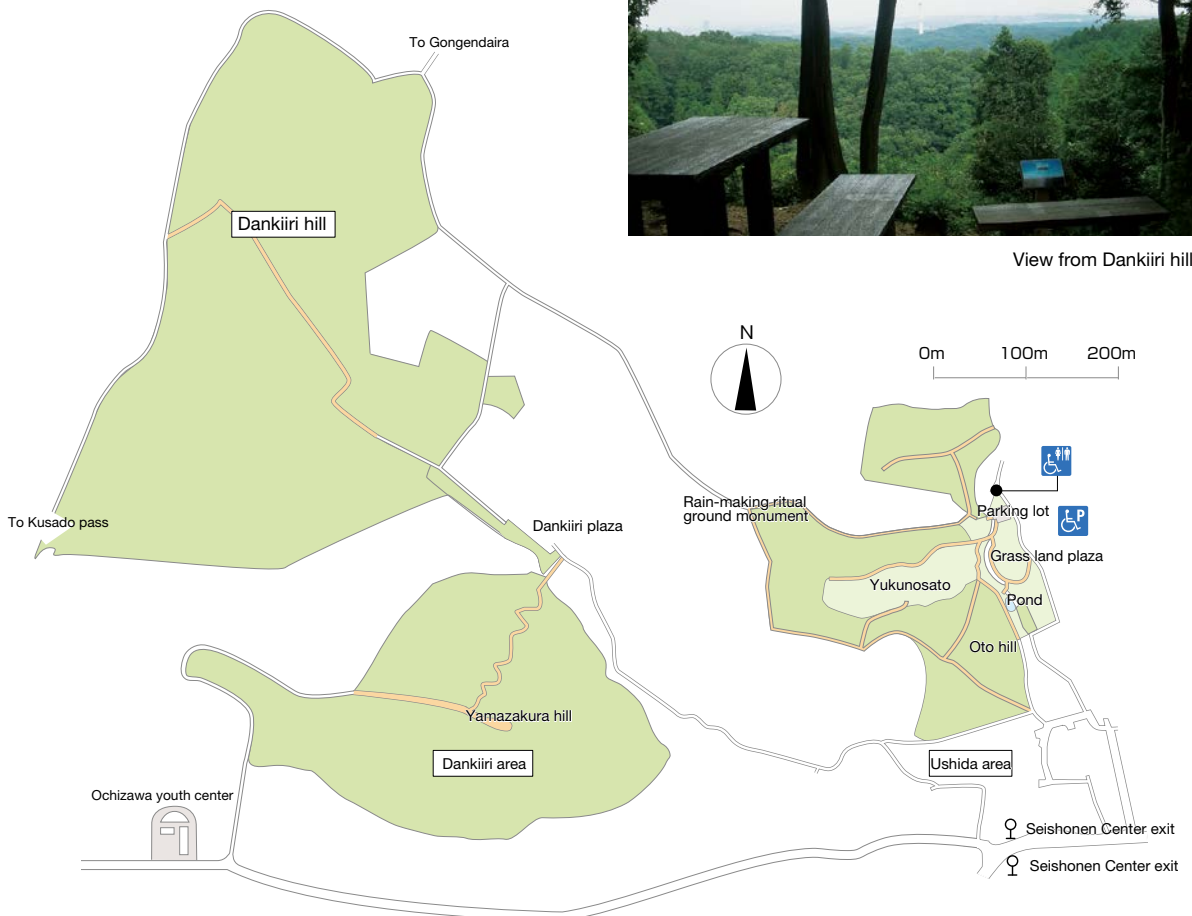 To Gongendaira
Dankiiri hill
View from Dankiiri hill
N
0m 100m 200m
To Kusado pass
Rain-making ritual
ground monument
Parking lot
P
Dankiiri plaza
Grass land plaza
Yukunosato
Pond
Oto hill
Yamazakura hill
Dankiiri area
Ushida area
Ochizawa youth center
Seishonen Center exit
Seishonen Center exit